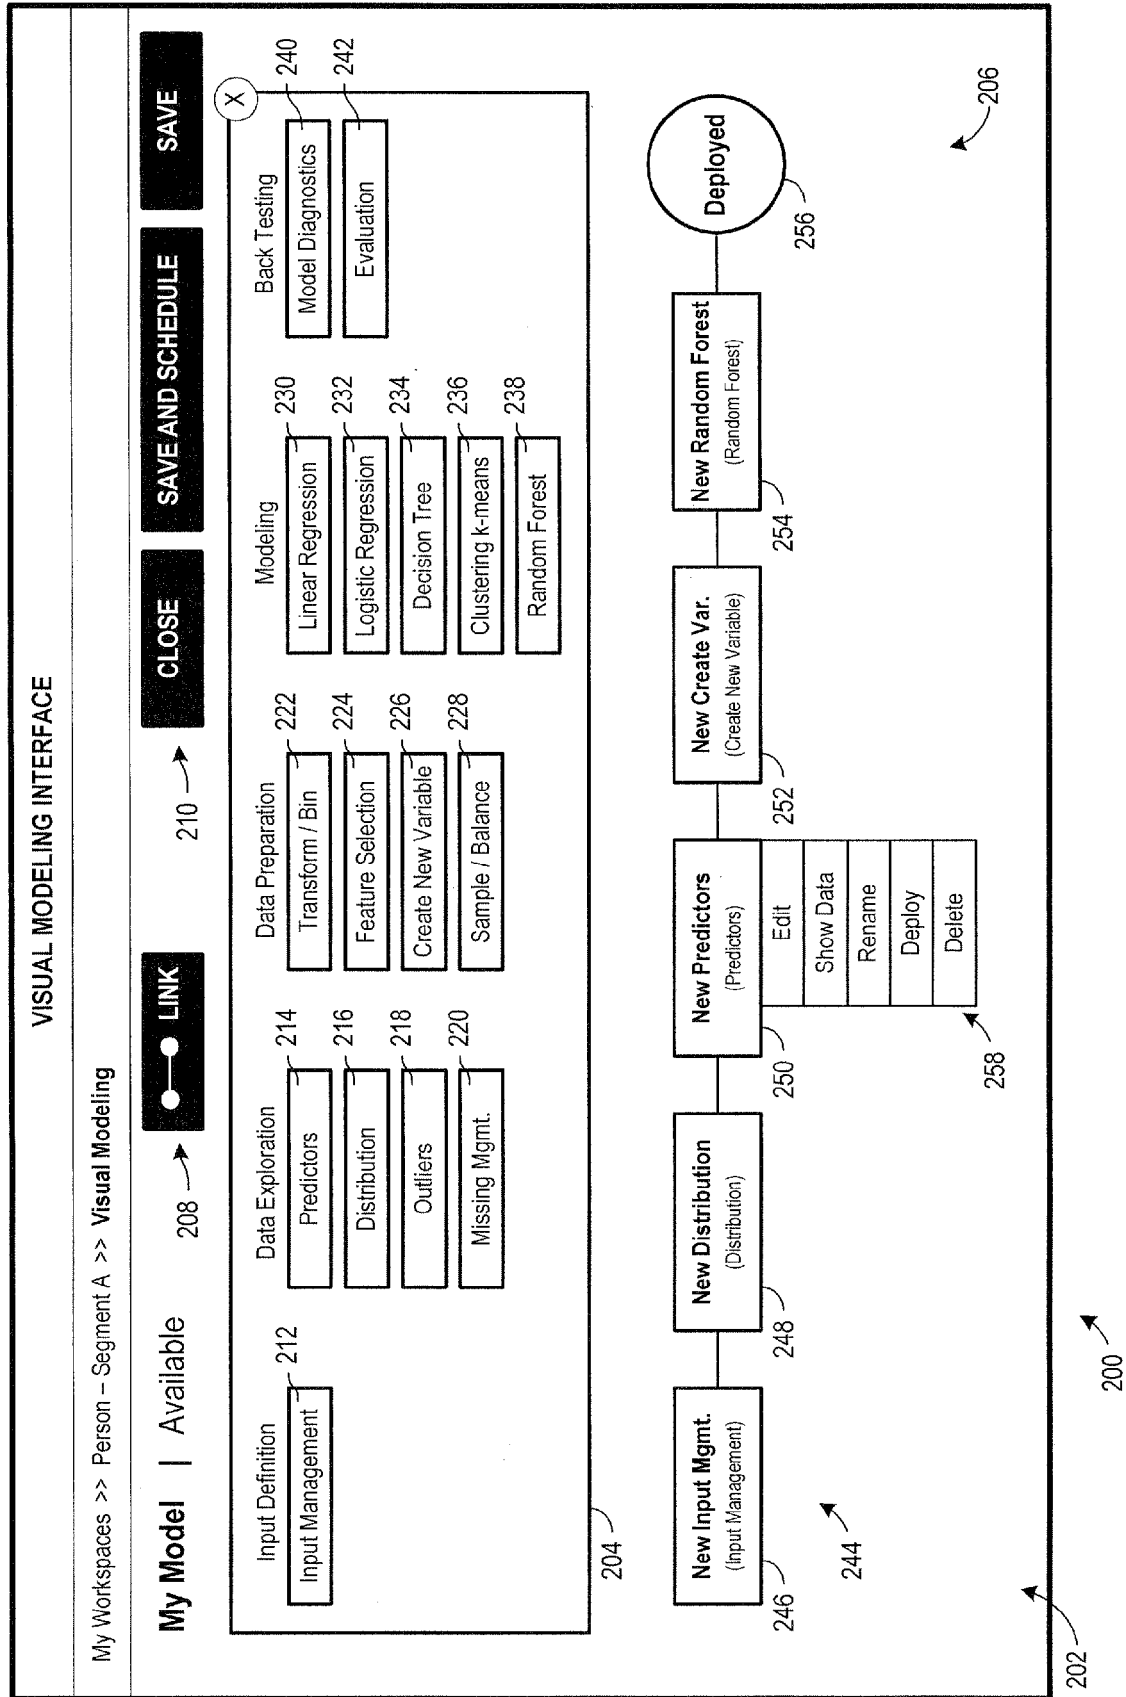 VISUAL MODELING INTERFACE
My Workspaces >> Person – Segment A >> Visual Modeling
My Model | Available
208
LINK
210
CLOSE
SAVE AND SCHEDULE
SAVE
X
Input Definition
212
Input Management
Data Exploration
214
Predictors
216
Distribution
218
Outliers
220
Missing Mgmt.
Data Preparation
222
Transform / Bin
224
Feature Selection
226
Create New Variable
228
Sample / Balance
Modeling
230
Linear Regression
232
Logistic Regression
234
Decision Tree
236
Clustering k-means
238
Random Forest
Back Testing
240
Model Diagnostics
242
Evaluation
204
New Input Mgmt.
(Input Management)
246
New Distribution
(Distribution)
248
New Predictors
(Predictors)
250
Edit
Show Data
Rename
Deploy
Delete
258
New Create Var.
(Create New Variable)
252
New Random Forest
(Random Forest)
254
Deployed
256
244
206
202
200